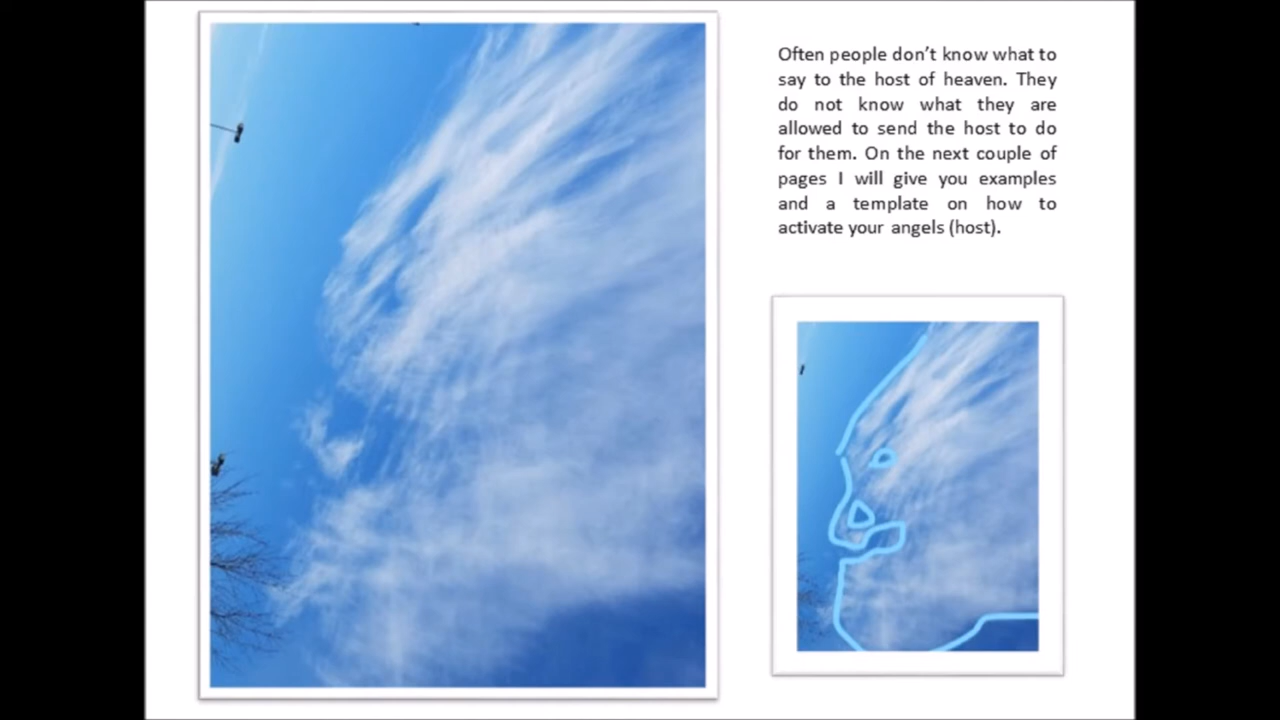 Often people don’t know what to
say to the host of heaven. They
do not know what they are
allowed to send the host to do
for them. On the next couple of
pages I will give you examples
and a template on how to
activate your angels (host).